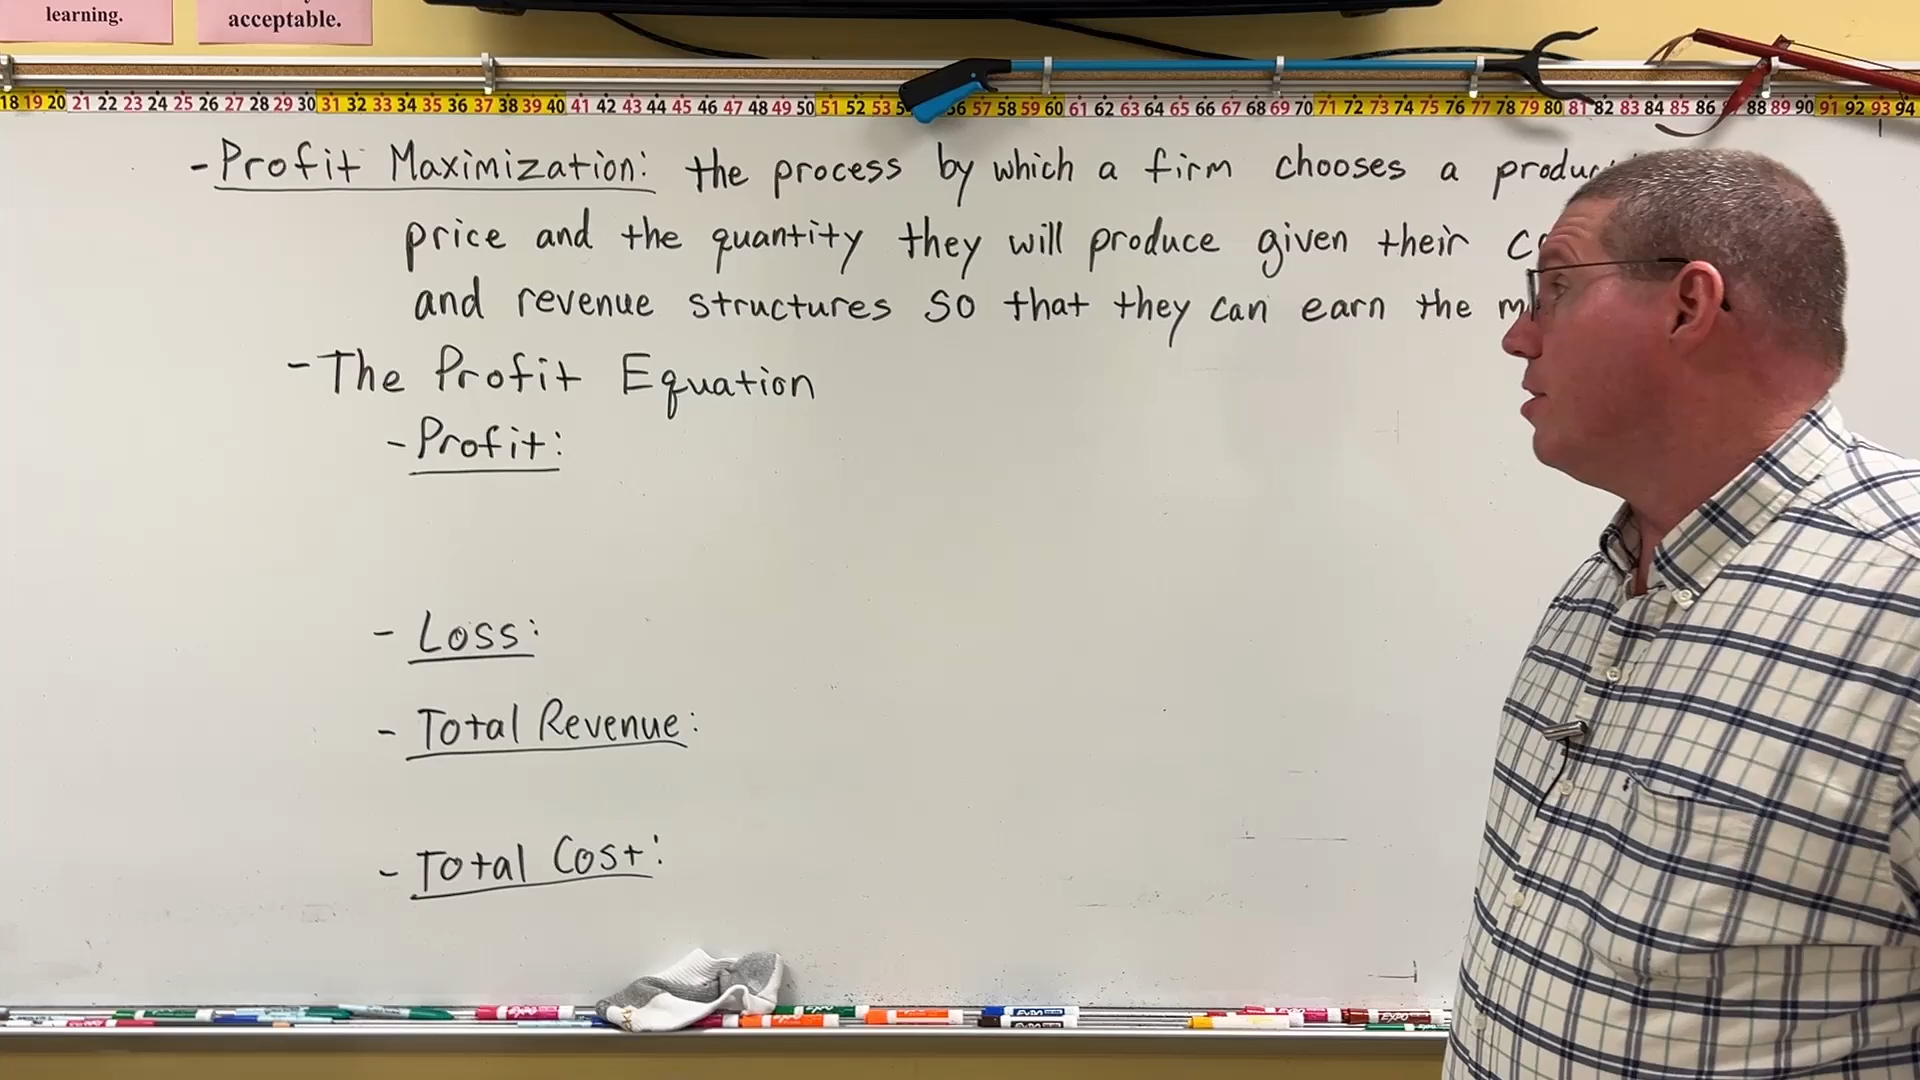 learning.
acceptable.
18 19 20 21 22 23 24 25 26 27 28 29 30 31 32 33 34 35 36 37 38 39 40 41 42 43 44 45 46 47 48 49 50 51 52 53 56 57 58 59 60 61 62 63 64 65 66 67 68 69 70 71 72 73 74 75 76 77 78 79 80 81 82 83 84 85 86 88 89 90 91 92 93 94
- Profit Maximization: the process by which a firm chooses a
price and the quantity they will produce given their
and revenue structures so that they can earn the
- The Profit Equation
- Profit:
- Loss:
- Total Revenue:
- Total Cost:
EXPO